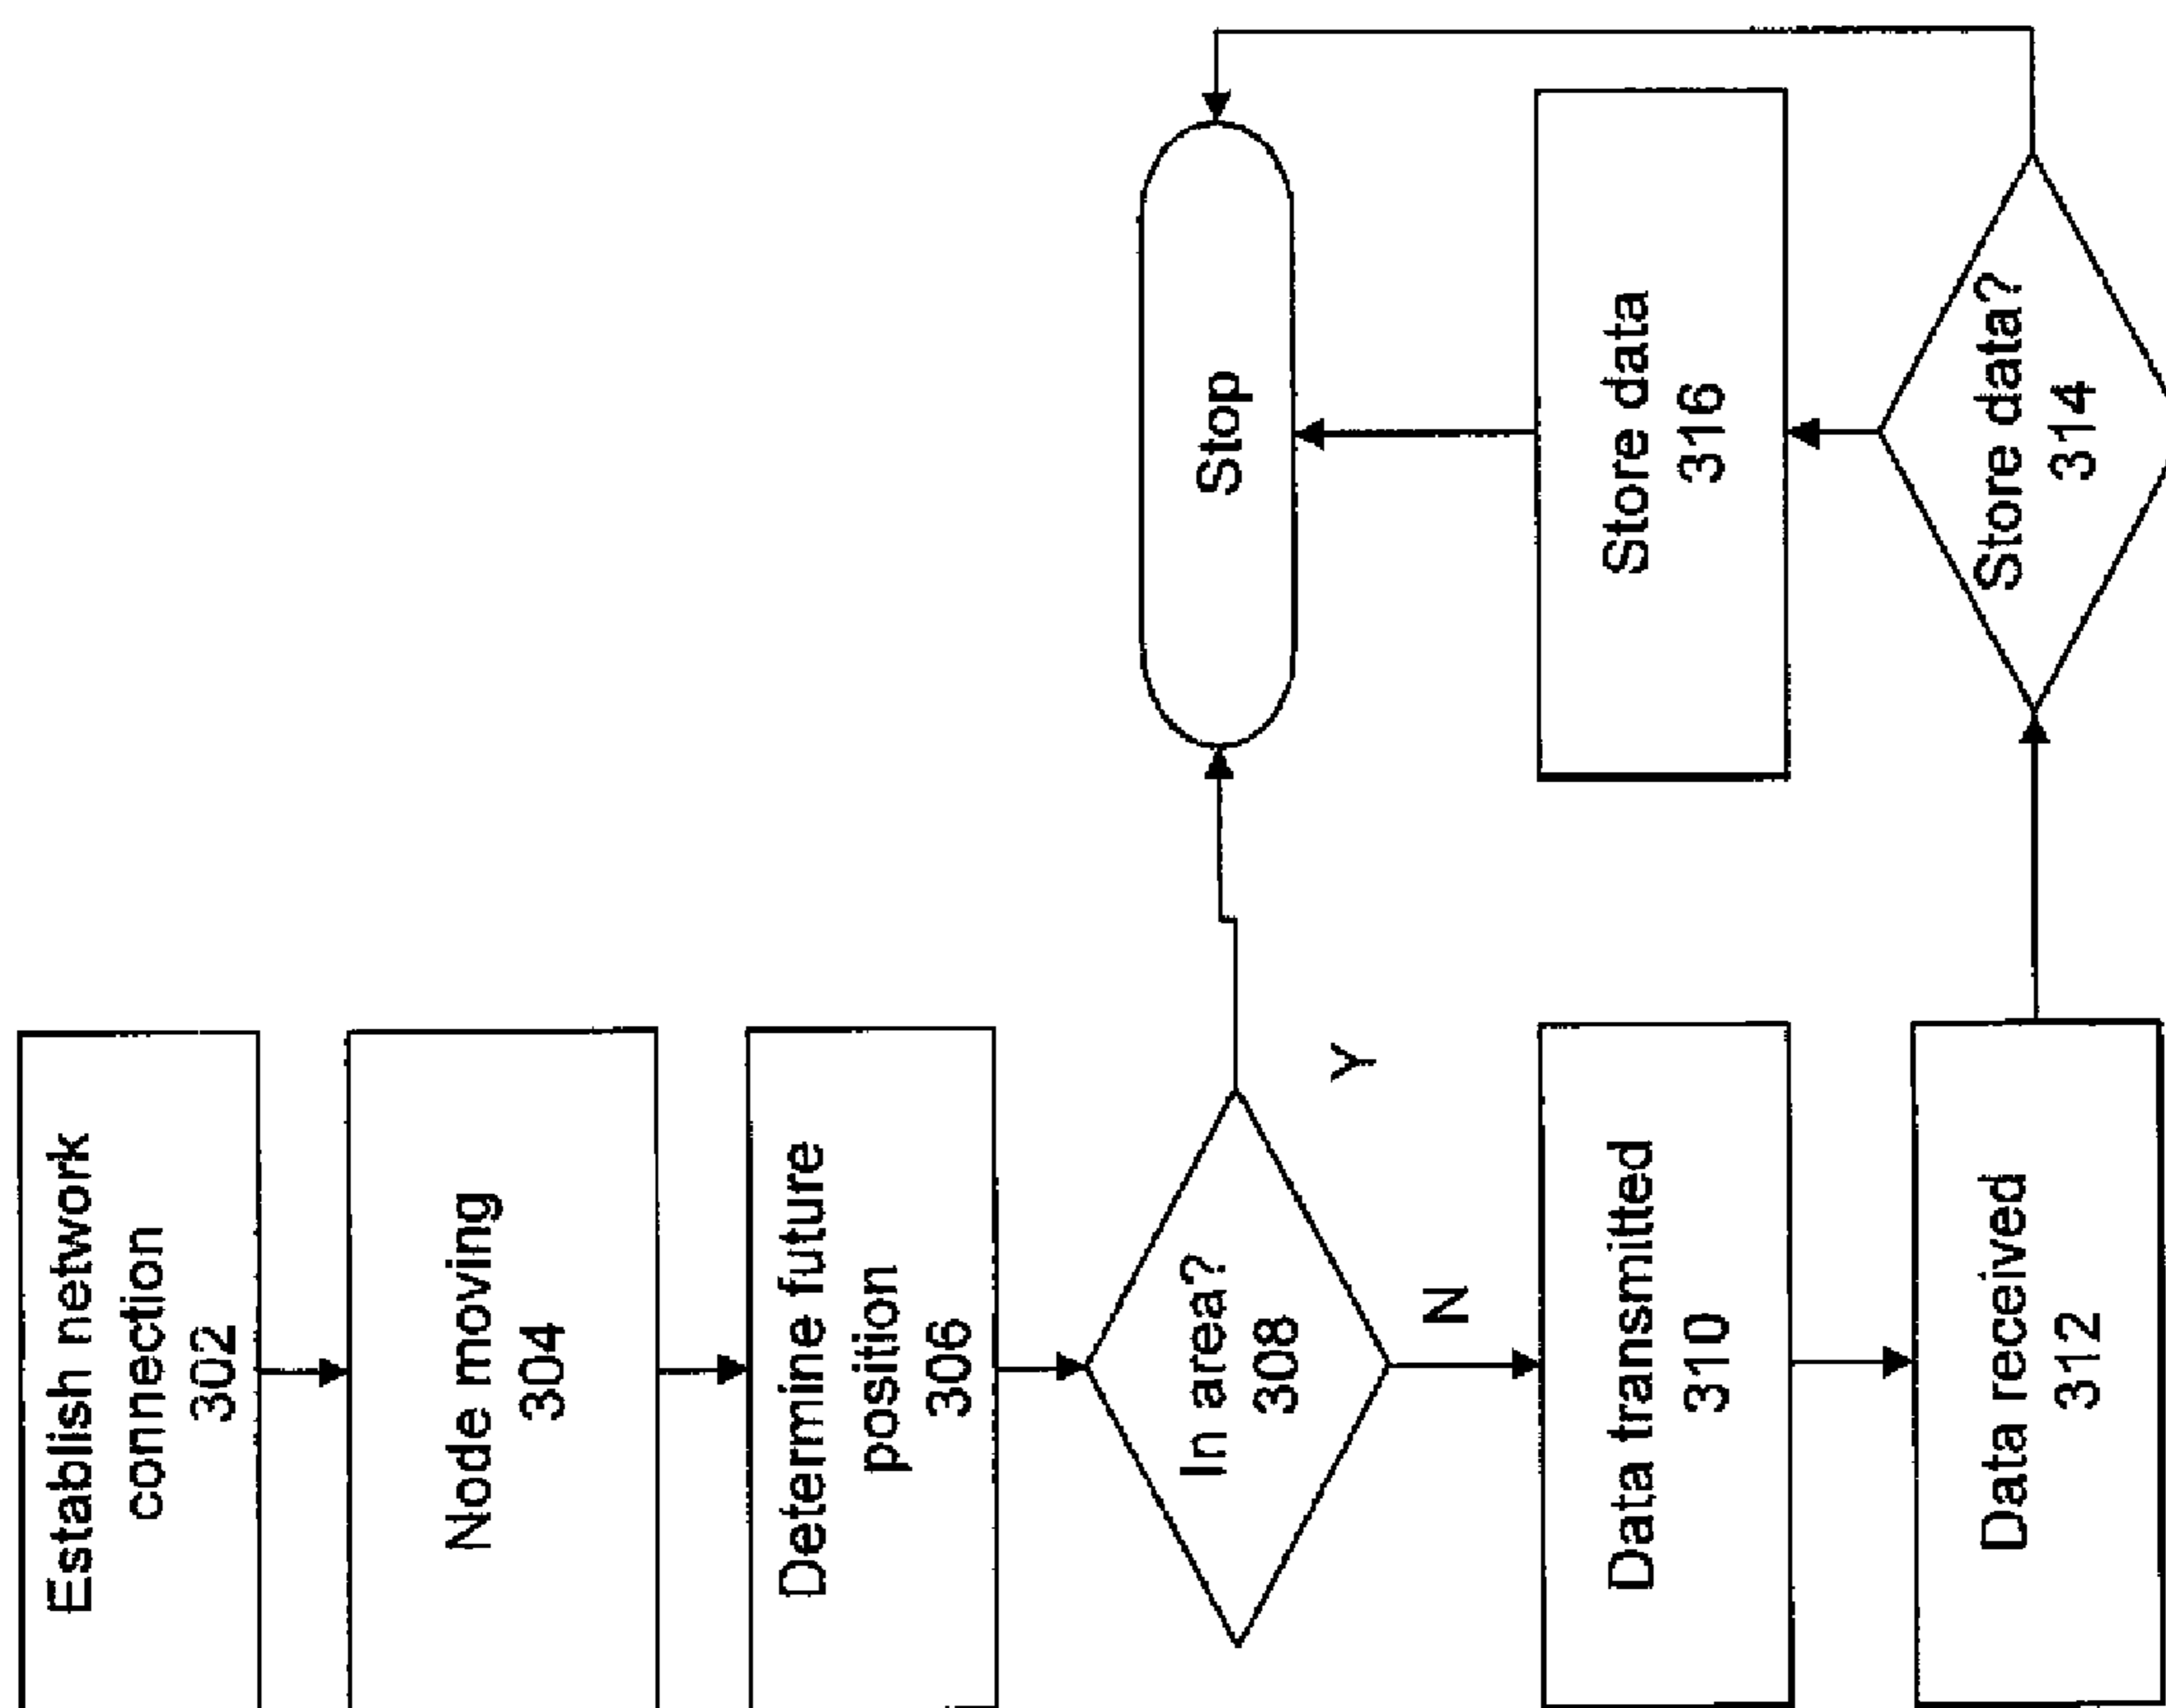 Establish network
connection
302
Node moving
304
Determine future
position
306
In area?
308
Y
N
Data transmitted
310
Data received
312
Store data?
314
Store data
316
Stop